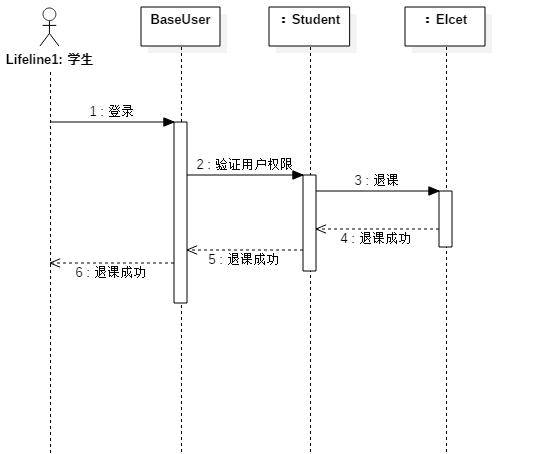 BaseUser
: Student
: Elcet
Lifeline1: 学生
1 : 登录
2 : 验证用户权限
3 : 退课
4 : 退课成功
5 : 退课成功
6 : 退课成功